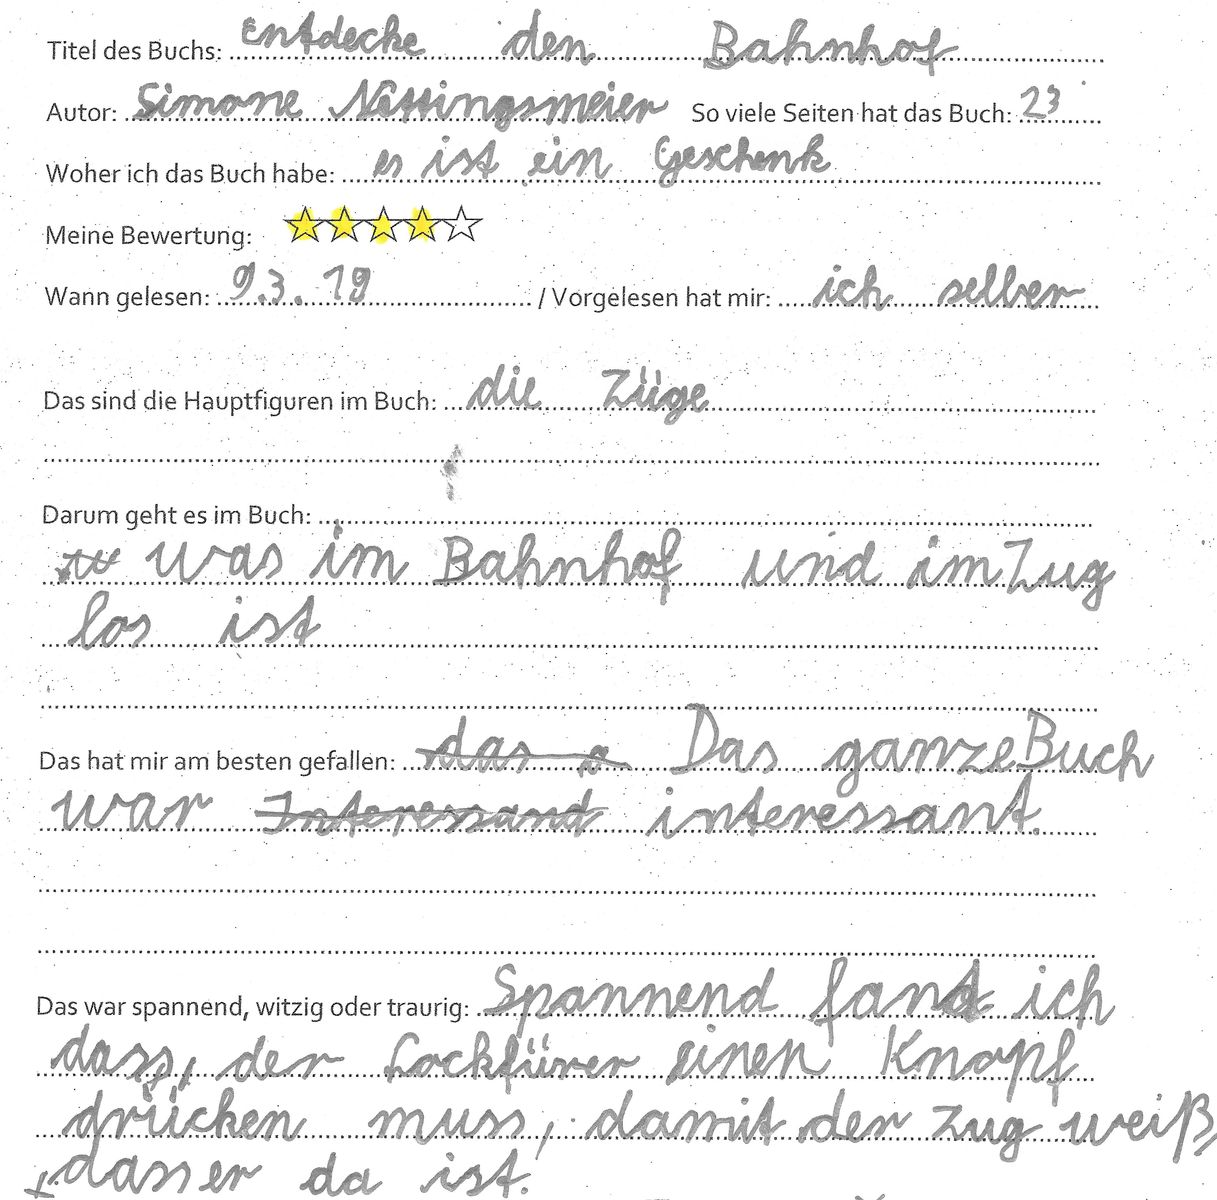 Titel des Buchs: Entdecke den Bahnhof
Autor: Simone Nettingsmeier So viele Seiten hat das Buch: 23
Woher ich das Buch habe: es ist ein Geschenk
Meine Bewertung:
Wann gelesen: 9.3.19 / Vorgelesen hat mir: ich selber
Das sind die Hauptfiguren im Buch: die Züge
Darum geht es im Buch:
was im Bahnhof und im Zug
los ist
Das hat mir am besten gefallen: das Das ganze Buch
war Interessand interessant.
Das war spannend, witzig oder traurig: Spannend fand ich
dass, der Lockfürer einen Knopf
drücken muss, damit der Zug weiß,
dass er da ist.